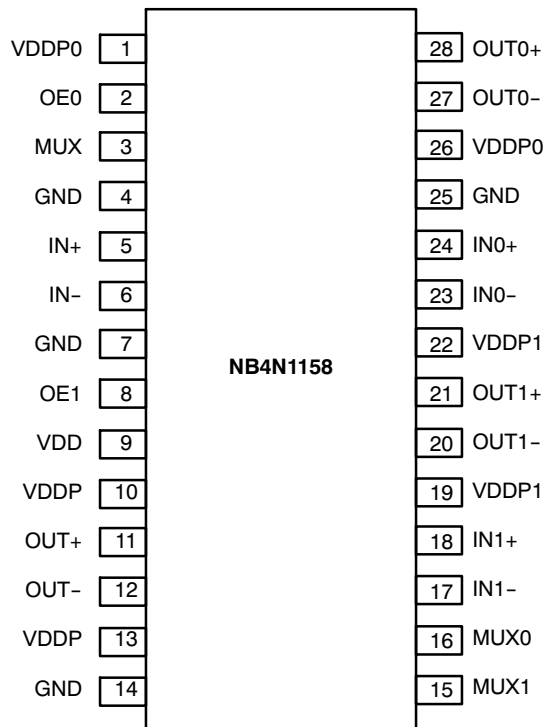 VDDP0 1 28 OUT0+
OE0 2 27 OUT0-
MUX 3 26 VDDP0
GND 4 25 GND
IN+ 5 24 IN0+
IN- 6 23 IN0-
GND 7 22 VDDP1
NB4N1158
OE1 8 21 OUT1+
VDD 9 20 OUT1-
VDDP 10 19 VDDP1
OUT+ 11 18 IN1+
OUT- 12 17 IN1-
VDDP 13 16 MUX0
GND 14 15 MUX1